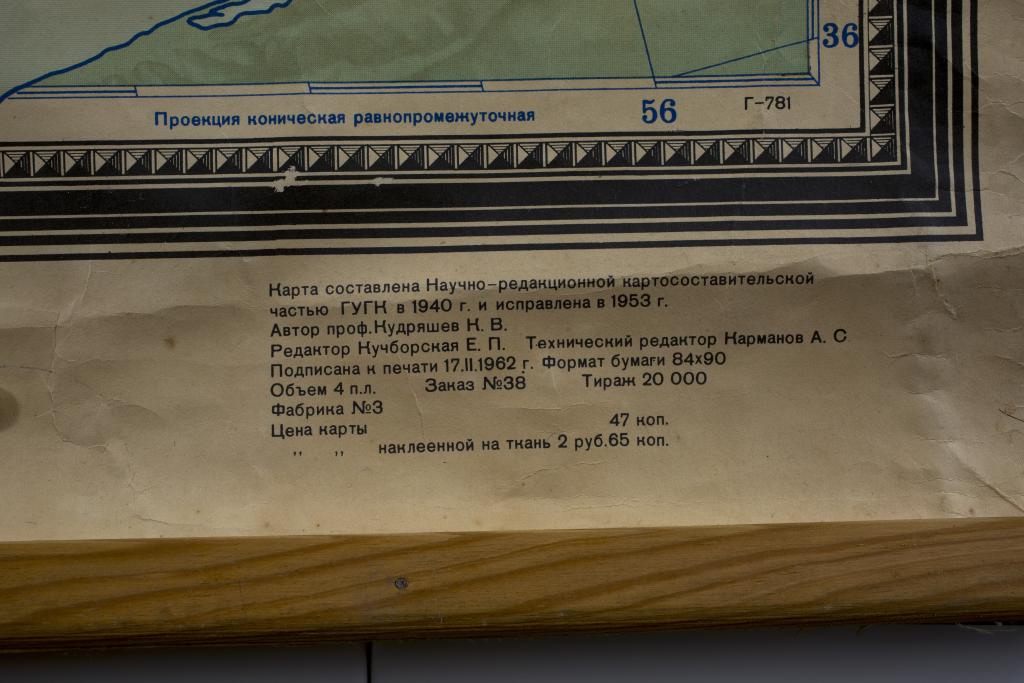 36
Проекция коническая равнопромежуточная
56
Г-781
Карта составлена Научно-редакционной картосоставительской
частью ГУГК в 1940 г. и исправлена в 1953 г.
Автор проф.Кудряшев К. В.
Редактор Кучборская Е. П. Технический редактор Карманов А. С
Подписана к печати 17.II.1962 г. Формат бумаги 84х90
Объем 4 п.л. Заказ №38 Тираж 20 000
Фабрика №3
Цена карты 47 коп.
,, ,, наклеенной на ткань 2 руб.65 коп.